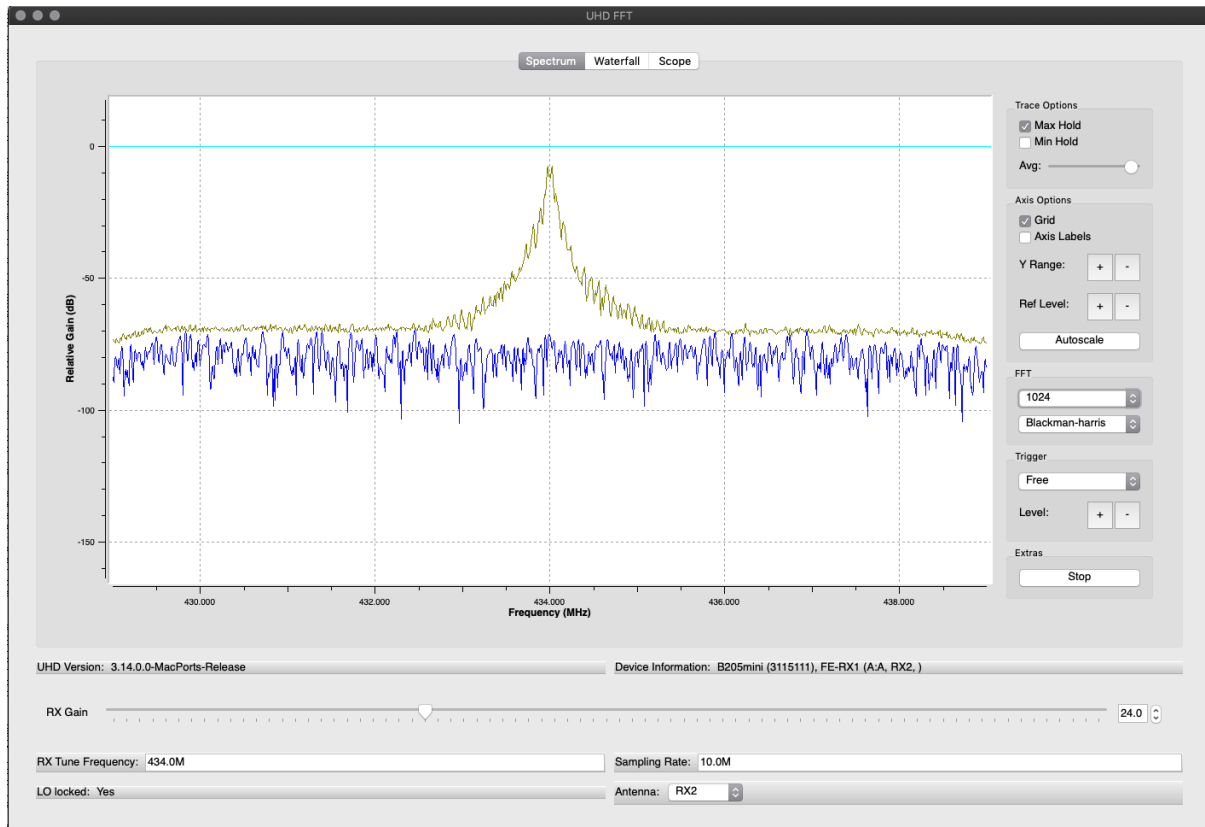 UHD FFT
Spectrum Waterfall Scope
Trace Options
Max Hold
Min Hold
Avg:
Axis Options
Grid
Axis Labels
Y Range: + -
Ref Level: + -
Autoscale
FFT
1024
Blackman-harris
Trigger
Free
Level: + -
Extras
Stop
Relative Gain (dB)
0
-50
-100
-150
430.000 432.000 434.000 436.000 438.000
Frequency (MHz)
UHD Version: 3.14.0.0-MacPorts-Release Device Information: B205mini (3115111), FE-RX1 (A:A, RX2, )
RX Gain 24.0
RX Tune Frequency: 434.0M Sampling Rate: 10.0M
LO locked: Yes Antenna: RX2